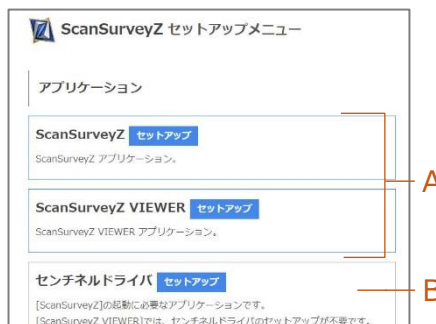 ScanSurveyZ セットアップメニュー
アプリケーション
ScanSurveyZ セットアップ
ScanSurveyZ アプリケーション。
A
ScanSurveyZ VIEWER セットアップ
ScanSurveyZ VIEWER アプリケーション。
センチネルドライバ セットアップ
B
[ScanSurveyZ]の起動に必要なアプリケーションです。
[ScanSurveyZ VIEWER]では、センチネルドライバのセットアップが不要です。